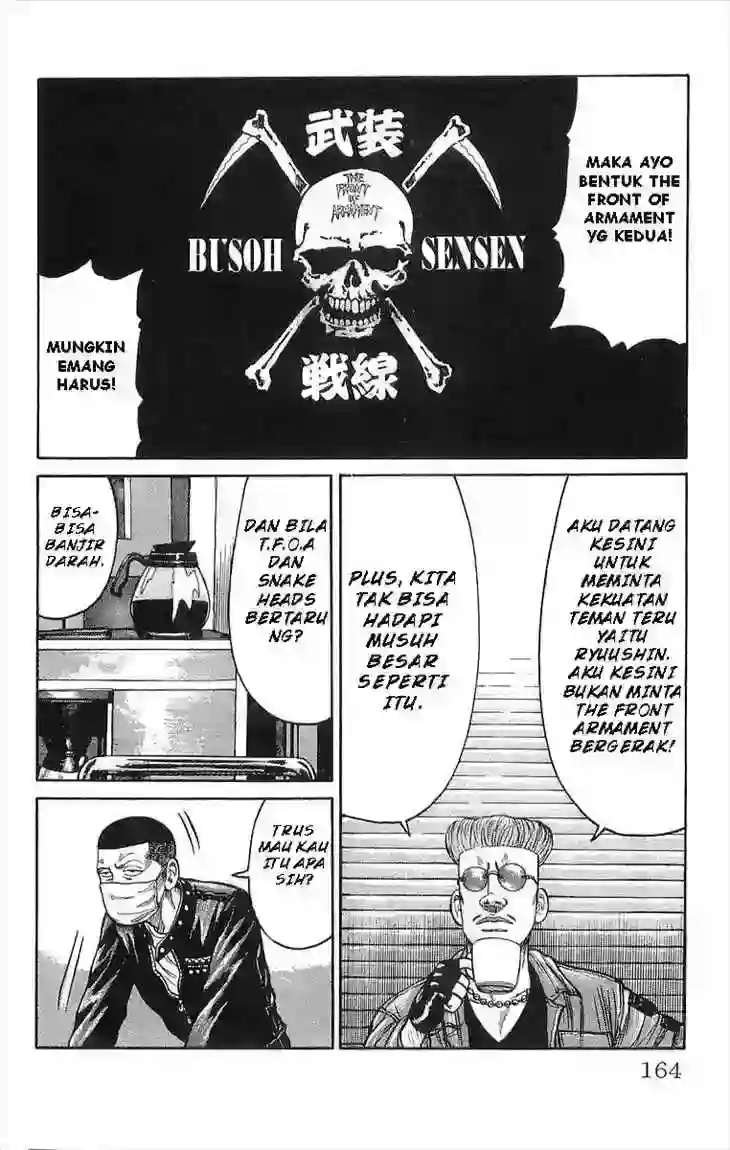 MAKA AYO
BENTUK THE
FRONT OF
ARMAMENT
YG KEDUA!
武装
THE
FRONT
OF
ARMAMENT
BUSOH SENSEN
戦線
MUNGKIN
EMANG
HARUS!
AKU DATANG
KESINI
UNTUK
MEMINTA
KEKUATAN
TEMAN TERU
YAITU
RYUUSHIN.
AKU KESINI
BUKAN MINTA
THE FRONT
ARMAMENT
BERGERAK!
PLUS, KITA
TAK BISA
HADAPI
MUSUH
BESAR
SEPERTI
ITU.
DAN BILA
T.F.O.A
DAN
SNAKE
HEADS
BERTARU
NG?
BISA-
BISA
BANJIR
DARAH.
TRUS
MAU KAU
ITU APA
SIH?
164